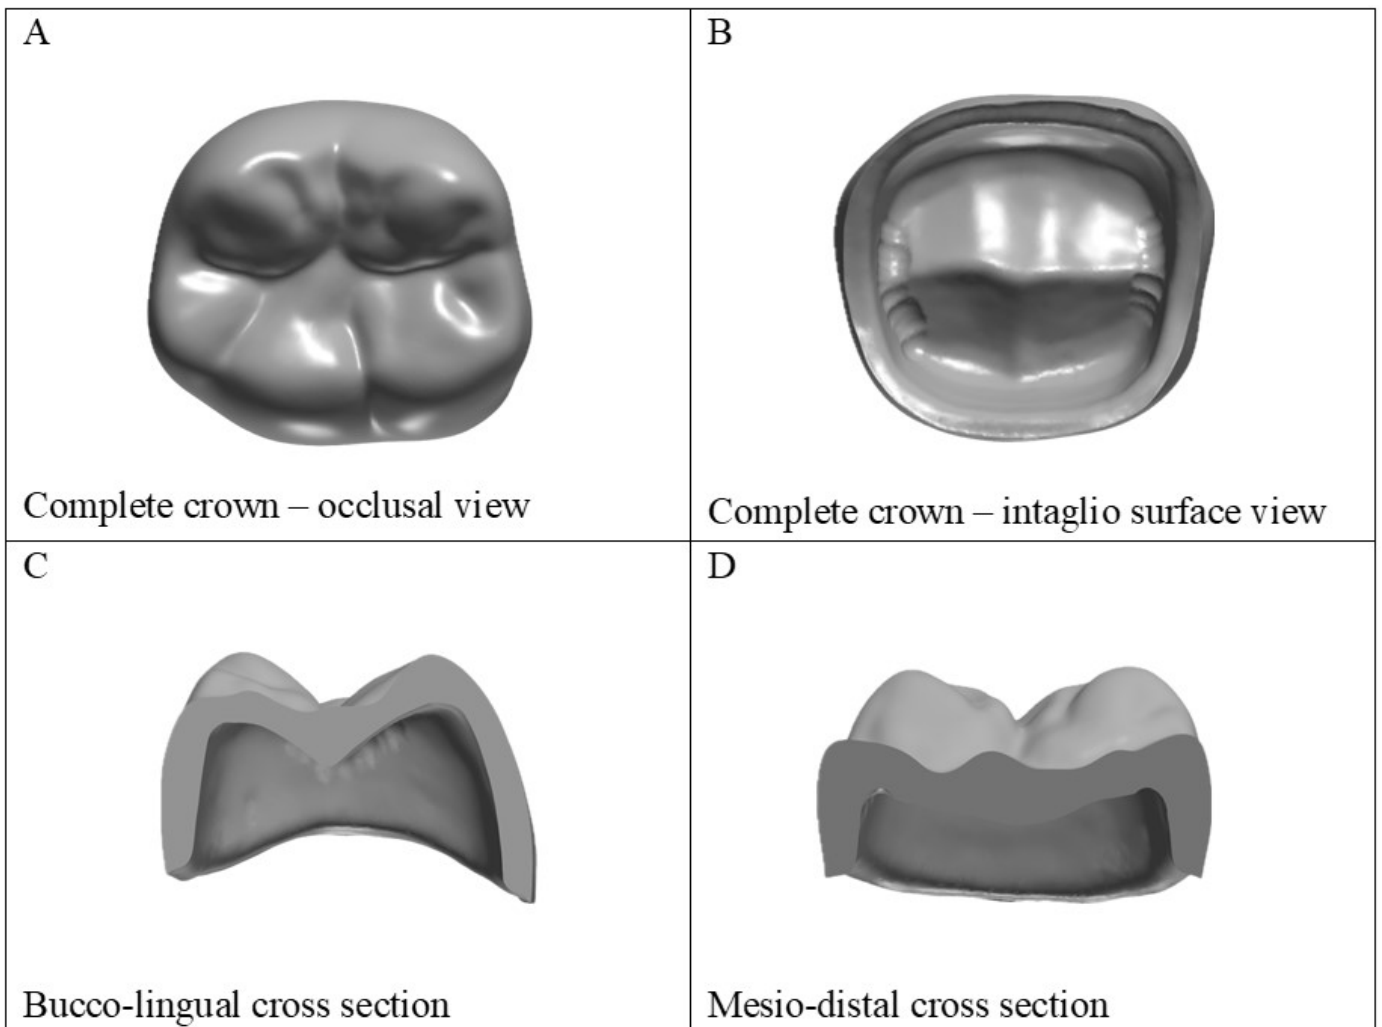 A
B
Complete crown – occlusal view
Complete crown – intaglio surface view
C
D
Bucco-lingual cross section
Mesio-distal cross section